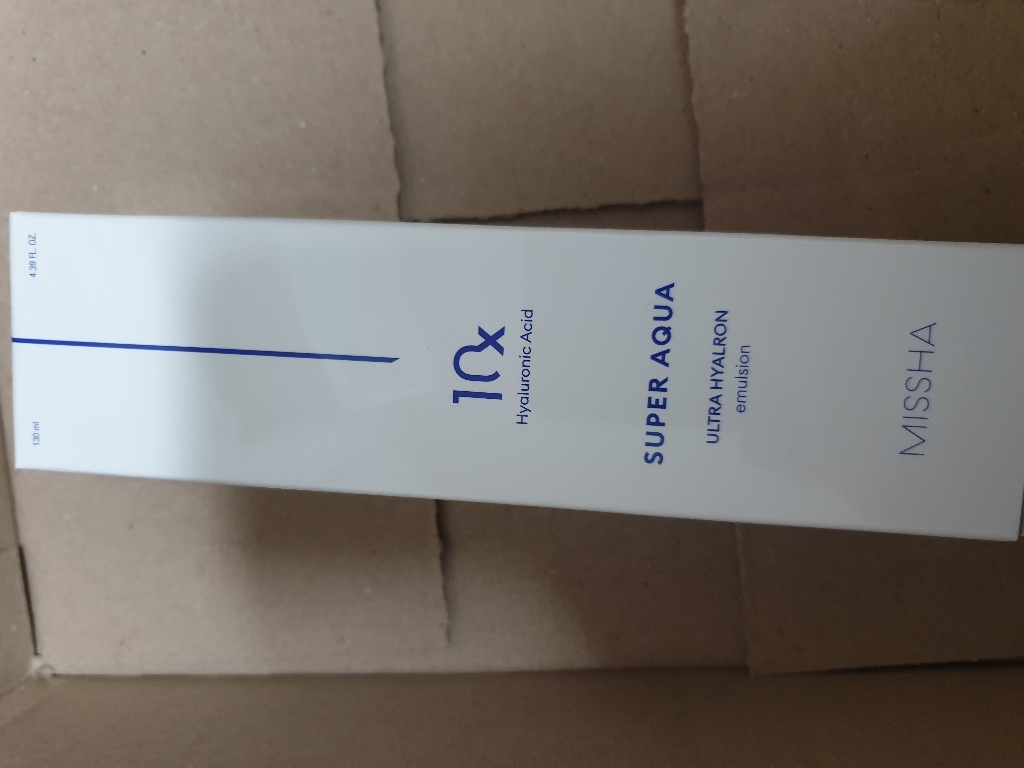 4.39 FL. OZ.
130 ml
10x
Hyaluronic Acid
SUPER AQUA
ULTRA HYALRON
emulsion
MISSHA